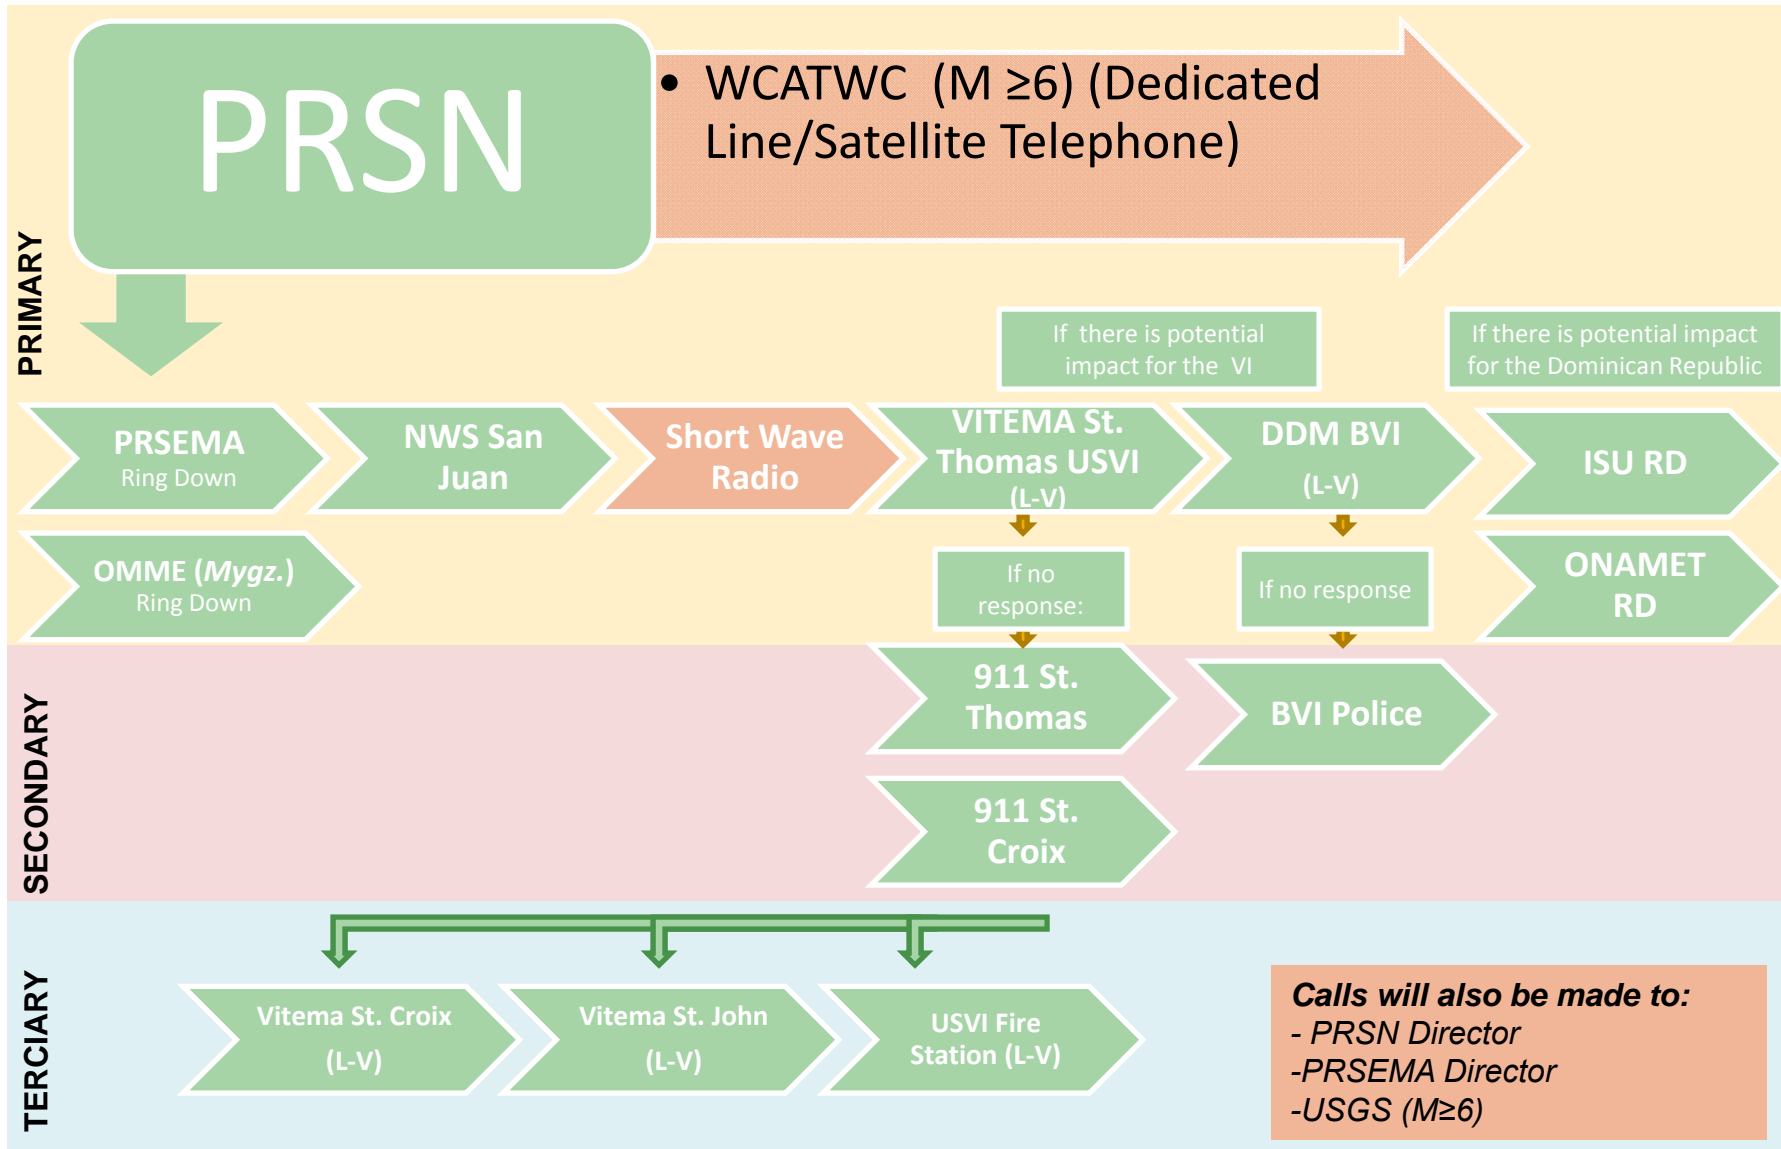 PRSN
• WCATWC (M ≥6) (Dedicated
Line/Satellite Telephone)
PRIMARY
If there is potential
impact for the VI
If there is potential impact
for the Dominican Republic
PRSEMA
Ring Down
NWS San
Juan
Short Wave
Radio
VITEMA St.
Thomas USVI
(L-V)
DDM BVI
(L-V)
ISU RD
OMME (Mygz.)
Ring Down
If no
response:
If no response
ONAMET
RD
SECONDARY
911 St.
Thomas
BVI Police
911 St.
Croix
TERCIARY
Vitema St. Croix
(L-V)
Vitema St. John
(L-V)
USVI Fire
Station (L-V)
Calls will also be made to:
- PRSN Director
-PRSEMA Director
-USGS (M≥6)